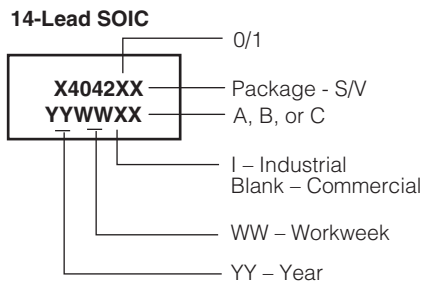 14-Lead SOIC
0/1
X4042XX
Package - S/V
YYWWXX
A, B, or C
I – Industrial
Blank – Commercial
WW – Workweek
YY – Year